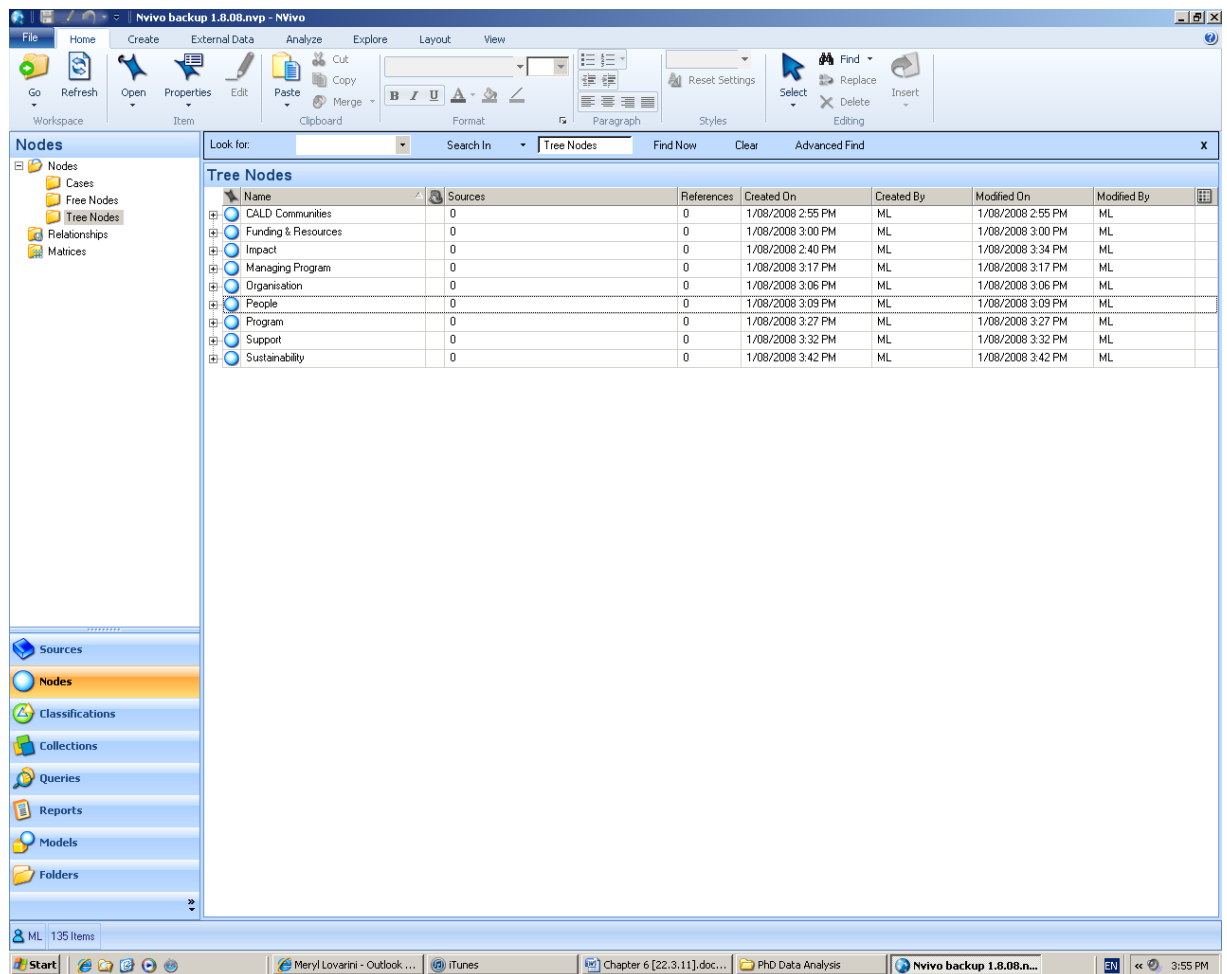 Nvivo backup 1.8.08.nvp - NVivo
File Home Create External Data Analyze Explore Layout View
Go Refresh Open Properties Edit Paste Cut Copy Merge B I U A Reset Settings Select Find Replace Delete Insert
Workspace Item Clipboard Format Paragraph Styles Editing
Nodes
Look for: Search In Tree Nodes Find Now Clear Advanced Find x
Nodes
Cases
Free Nodes
Tree Nodes
Relationships
Matrices
Tree Nodes
Name Sources References Created On Created By Modified On Modified By
CALD Communities 0 0 1/08/2008 2:55 PM ML 1/08/2008 2:55 PM ML
Funding & Resources 0 0 1/08/2008 3:00 PM ML 1/08/2008 3:00 PM ML
Impact 0 0 1/08/2008 2:40 PM ML 1/08/2008 3:34 PM ML
Managing Program 0 0 1/08/2008 3:17 PM ML 1/08/2008 3:17 PM ML
Organisation 0 0 1/08/2008 3:06 PM ML 1/08/2008 3:06 PM ML
People 0 0 1/08/2008 3:09 PM ML 1/08/2008 3:09 PM ML
Program 0 0 1/08/2008 3:27 PM ML 1/08/2008 3:27 PM ML
Support 0 0 1/08/2008 3:32 PM ML 1/08/2008 3:32 PM ML
Sustainability 0 0 1/08/2008 3:42 PM ML 1/08/2008 3:42 PM ML
Sources
Nodes
Classifications
Collections
Queries
Reports
Models
Folders
ML 135 Items
Start Meryl Lovarini - Outlook ... iTunes Chapter 6 [22.3.11].doc... PhD Data Analysis Nvivo backup 1.8.08.n... EN 3:55 PM